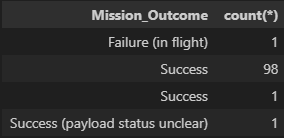 Mission_Outcome count(*)
Failure (in flight) 1
Success 98
Success 1
Success (payload status unclear) 1